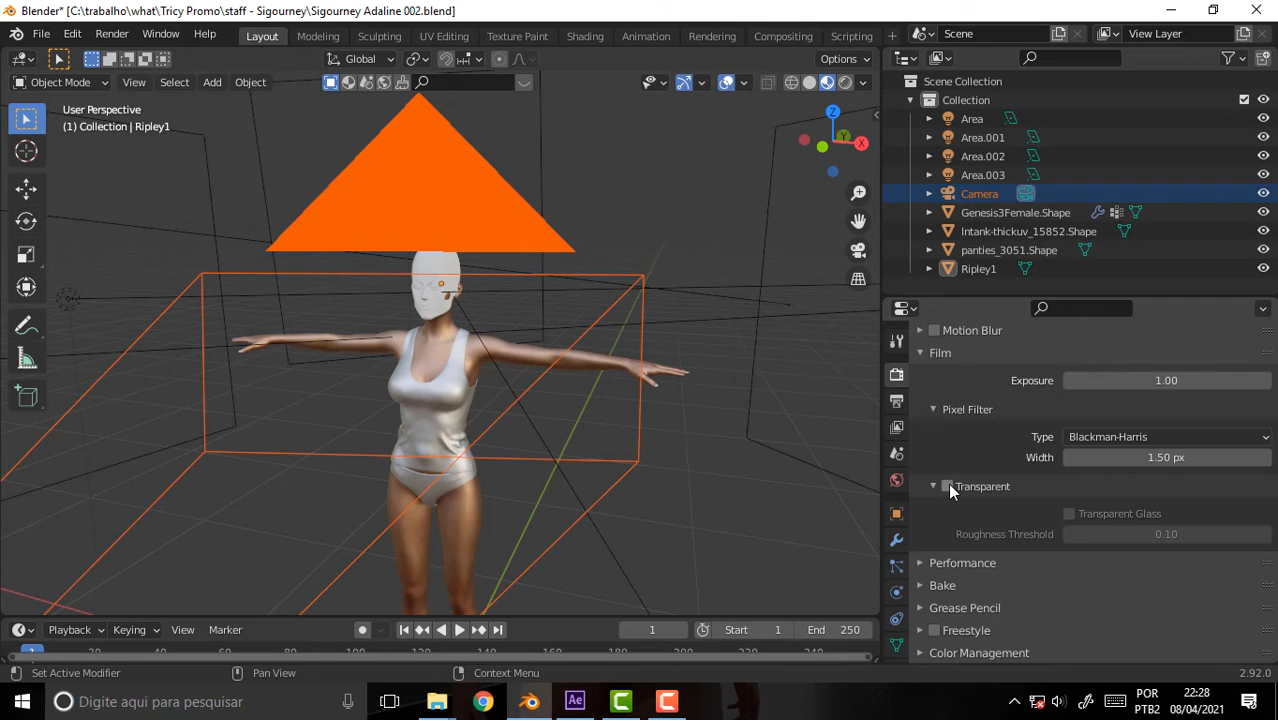 Blender* [C:\trabalho\what\Tricy Promo\staff - Sigourney\Sigourney Adaline 002.blend]
File Edit Render Window Help Layout Modeling Sculpting UV Editing Texture Paint Shading Animation Rendering Compositing Scripting Scene View Layer
Global Options
Object Mode View Select Add Object
User Perspective
(1) Collection | Ripley1
Z
Y
X
Scene Collection
Collection
Area
Area.001
Area.002
Area.003
Camera
Genesis3Female.Shape
Intank-thickuv_15852.Shape
panties_3051.Shape
Ripley1
Motion Blur
Film
Exposure 1.00
Pixel Filter
Type Blackman-Harris
Width 1.50 px
Transparent
Transparent Glass
Roughness Threshold 0.10
Performance
Bake
Grease Pencil
Freestyle
Color Management
Playback Keying View Marker 1 Start 1 End 250
Set Active Modifier Pan View Context Menu 2.92.0
Digite aqui para pesquisar
Ae
POR
PTB2
22:28
08/04/2021